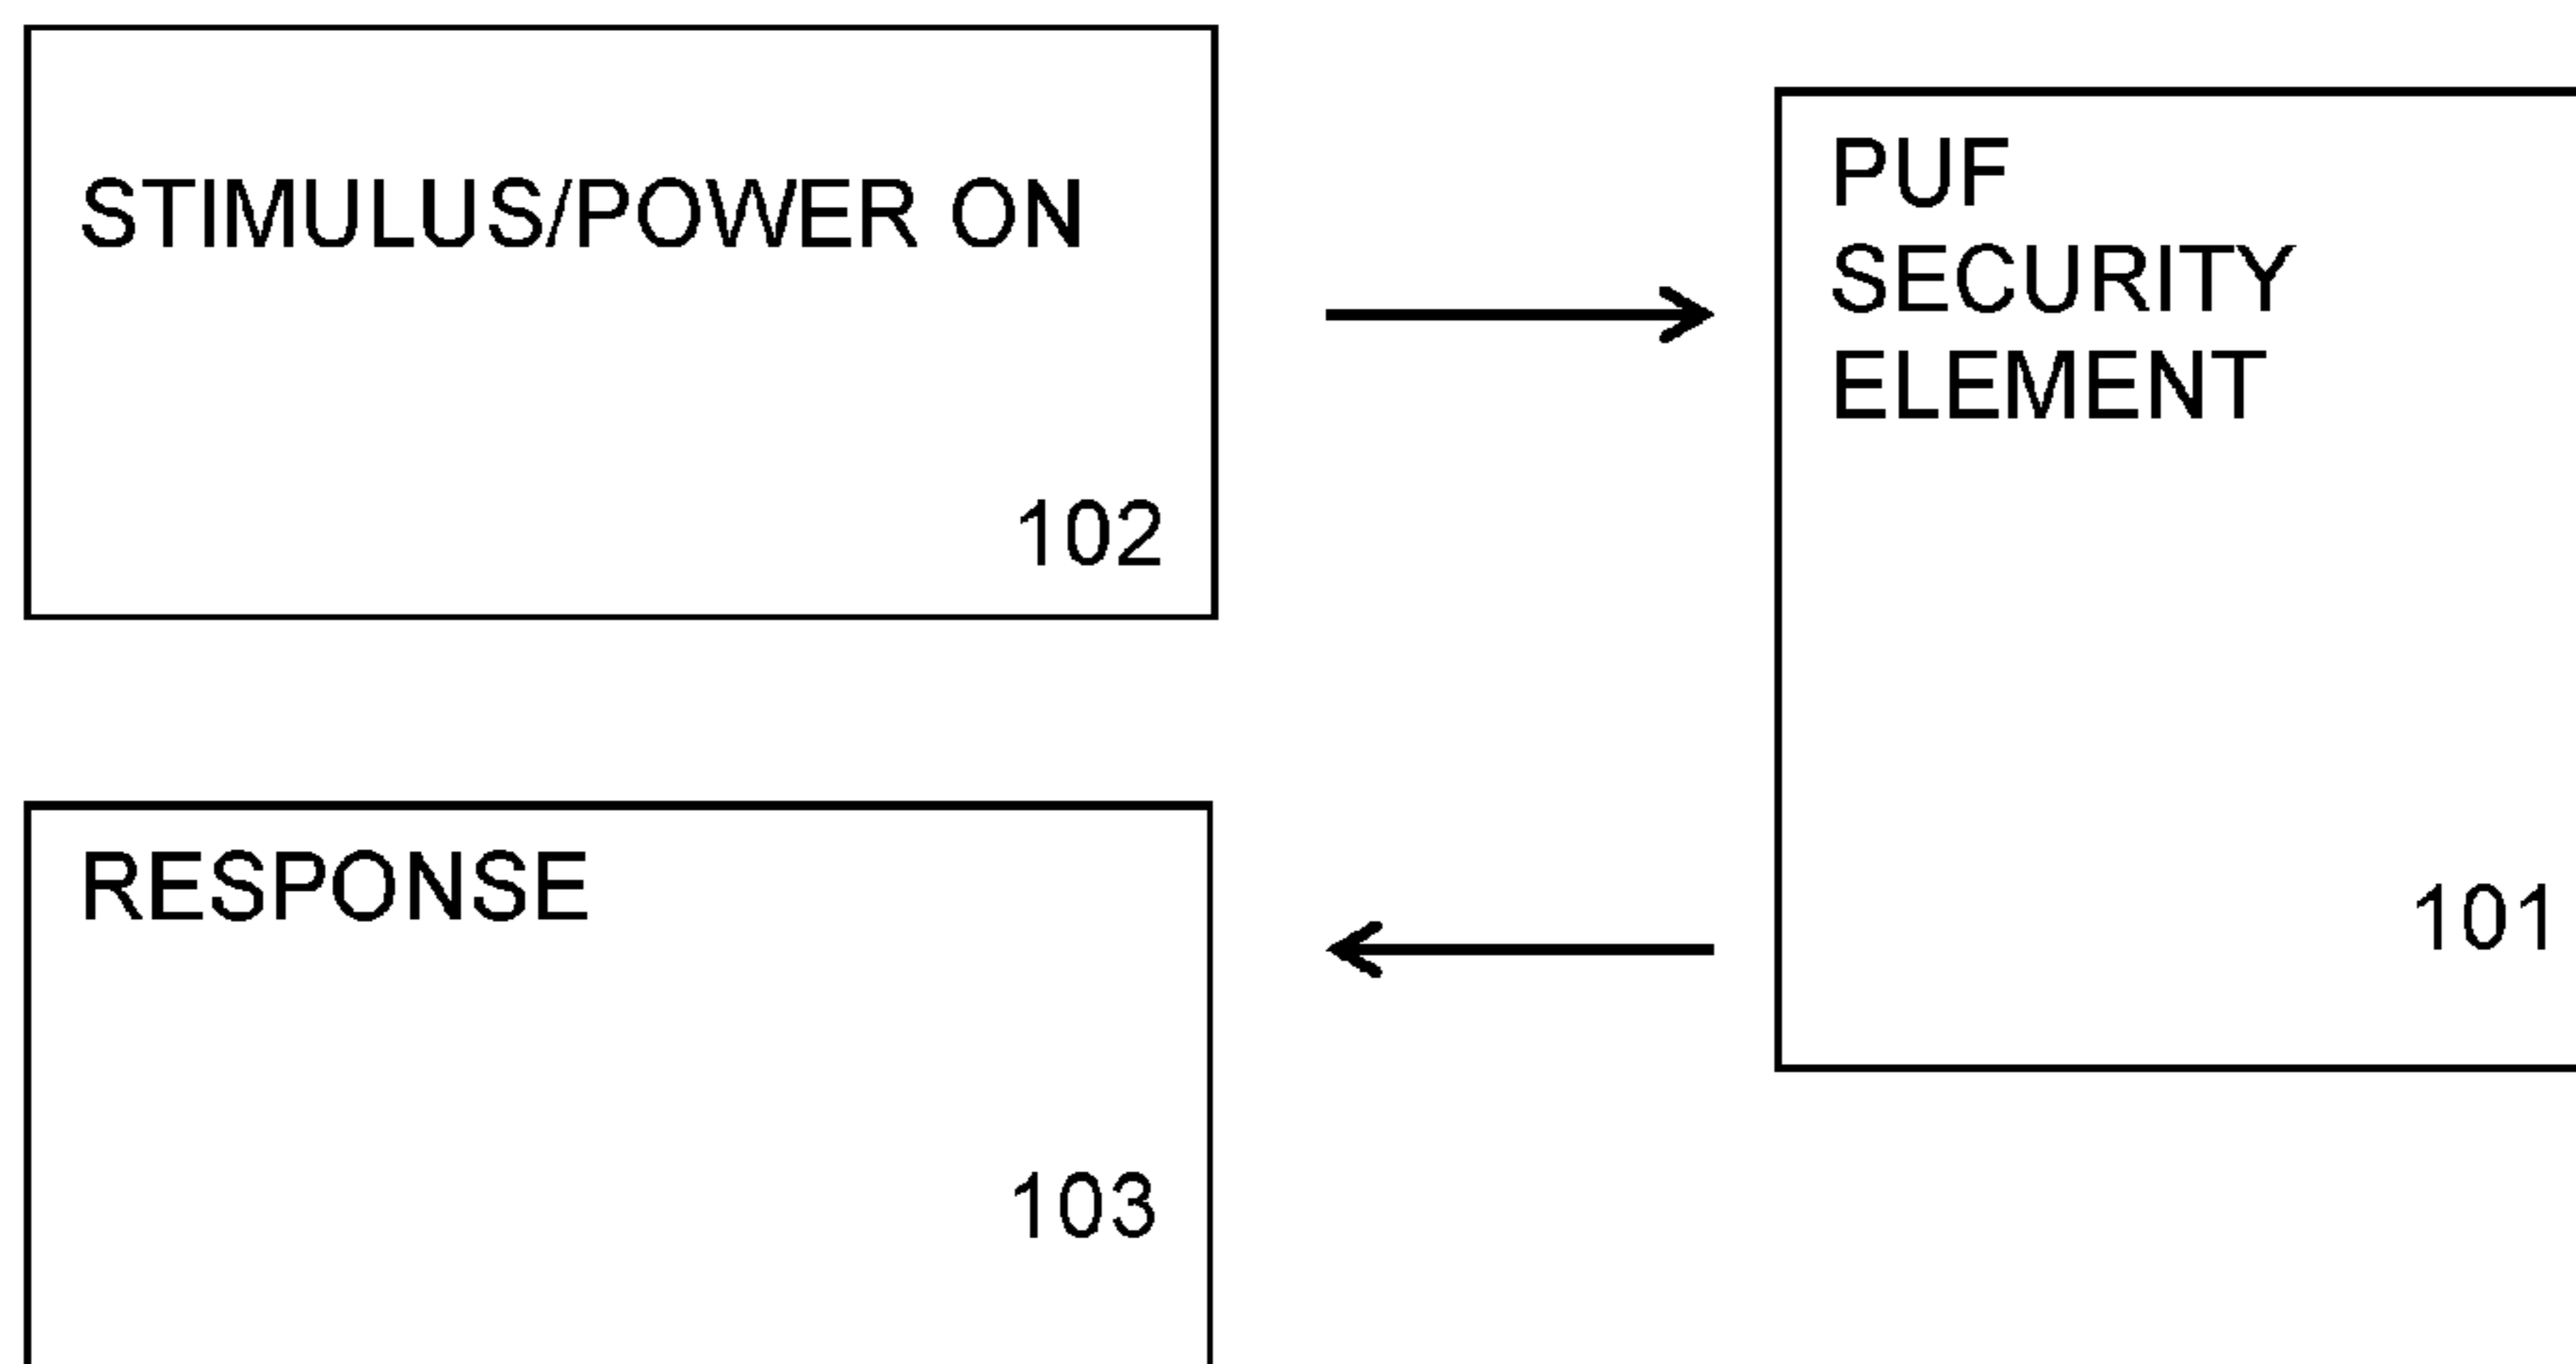 STIMULUS/POWER ON
102
PUF
SECURITY
ELEMENT
101
RESPONSE
103